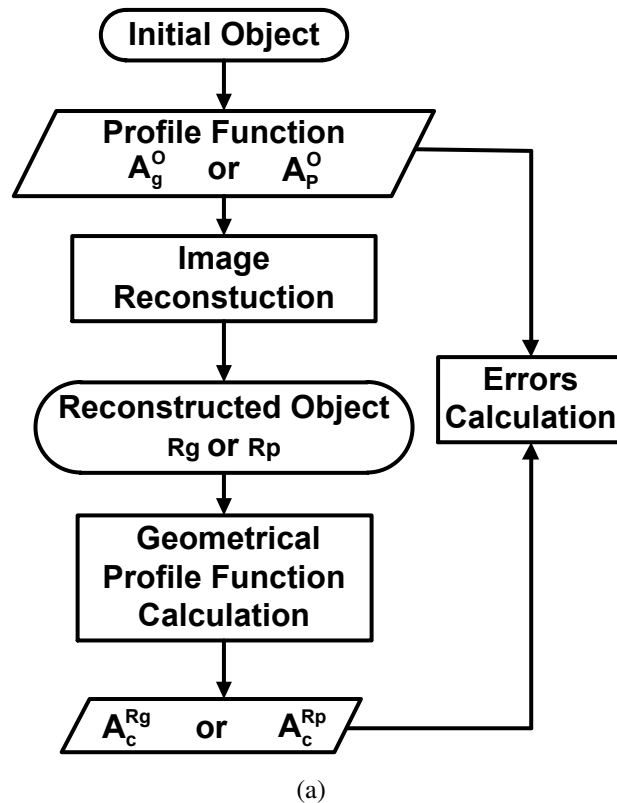 Initial Object
Profile Function
A_g^O or A_P^O
Image
Reconstuction
Reconstructed Object
Rg or Rp
Geometrical
Profile Function
Calculation
A_c^Rg or A_c^Rp
Errors
Calculation
(a)